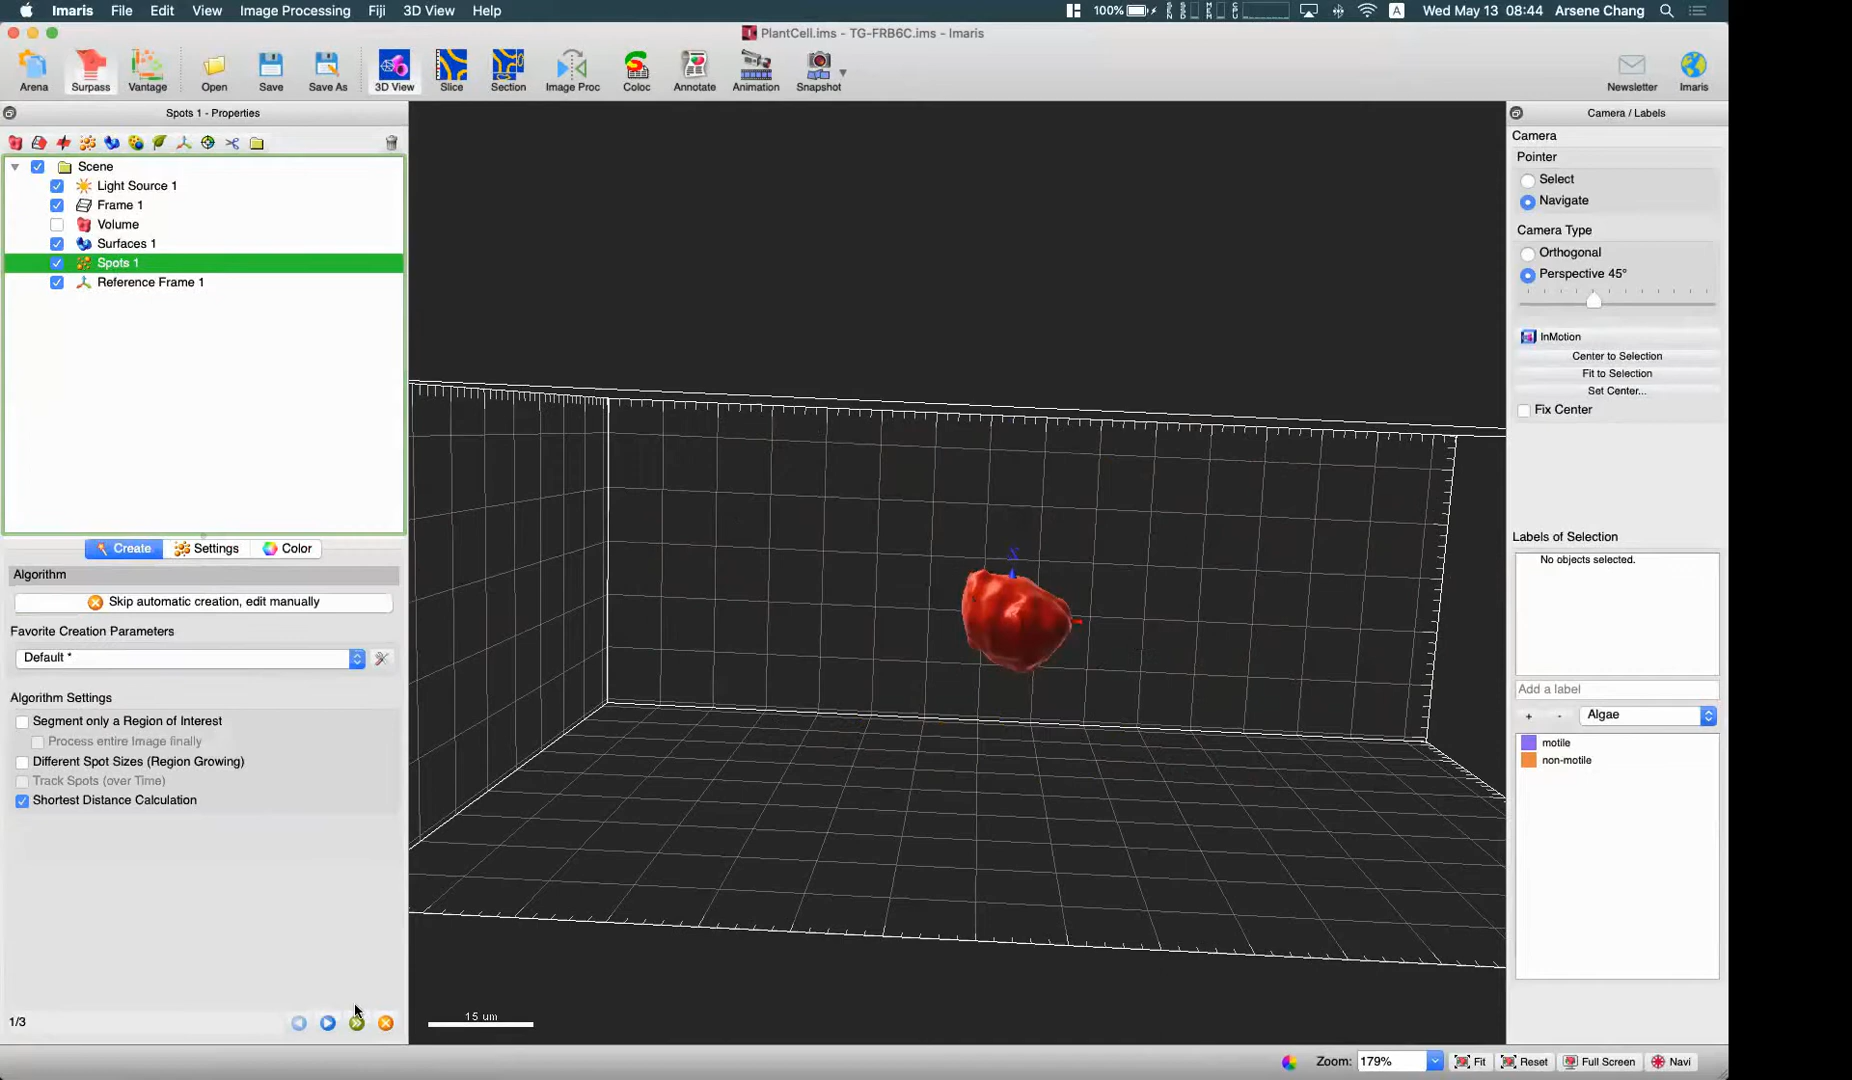 Imaris File Edit View Image Processing Fiji 3D View Help 100% A Wed May 13 08:44 Arsene Chang
PlantCell.ims - TG-FRB6C.ims - Imaris
Arena Surpass Vantage Open Save Save As 3D View Slice Section Image Proc Coloc Annotate Animation Snapshot Newsletter Imaris
Spots 1 - Properties
Scene
Light Source 1
Frame 1
Volume
Surfaces 1
Spots 1
Reference Frame 1
Create Settings Color
Algorithm
Skip automatic creation, edit manually
Favorite Creation Parameters
Default *
Algorithm Settings
Segment only a Region of Interest
Process entire Image finally
Different Spot Sizes (Region Growing)
Track Spots (over Time)
Shortest Distance Calculation
1/3
15 um
Camera / Labels
Camera
Pointer
Select
Navigate
Camera Type
Orthogonal
Perspective 45°
InMotion
Center to Selection
Fit to Selection
Set Center...
Fix Center
Labels of Selection
No objects selected.
Add a label
+ - Algae
motile
non-motile
Zoom: 179% Fit Reset Full Screen Navi